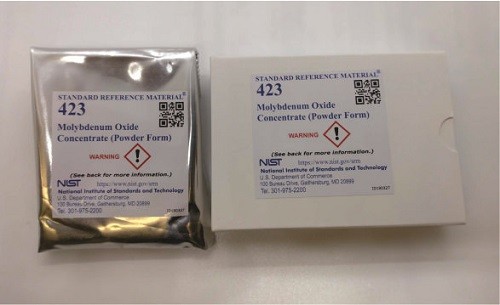 STANDARD REFERENCE MATERIAL®
423
Molybdenum Oxide
Concentrate (Powder Form)
WARNING
(See back for more information.)
NIST https://www.nist.gov/srm
National Institute of Standards and Technology
U.S. Department of Commerce
100 Bureau Drive, Gaithersburg, MD 20899
Tel. 301-975-2200
STANDARD REFERENCE MATERIAL®
423
Molybdenum Oxide
Concentrate (Powder Form)
WARNING
(See back for more information.)
NIST https://www.nist.gov/srm
National Institute of Standards and Technology
U.S. Department of Commerce
100 Bureau Drive, Gaithersburg, MD 20899
Tel. 301-975-2200